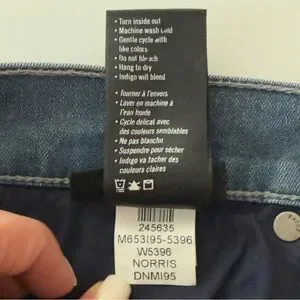 • Turn inside out
• Machine wash cold
• Gentle cycle with
like colors
• Do not bleach
• Hang to dry
• Indigo will bleed
• Tourner à l'envers
• Laver en machine à
l'eau froide
• Cycle délicat avec
des couleurs semblables
• Ne pas blanchir
• Suspendre pour sécher
• Indigo va tacher des
couleurs claires
245635
M653I95-5396
W5396
NORRIS
DNMI95